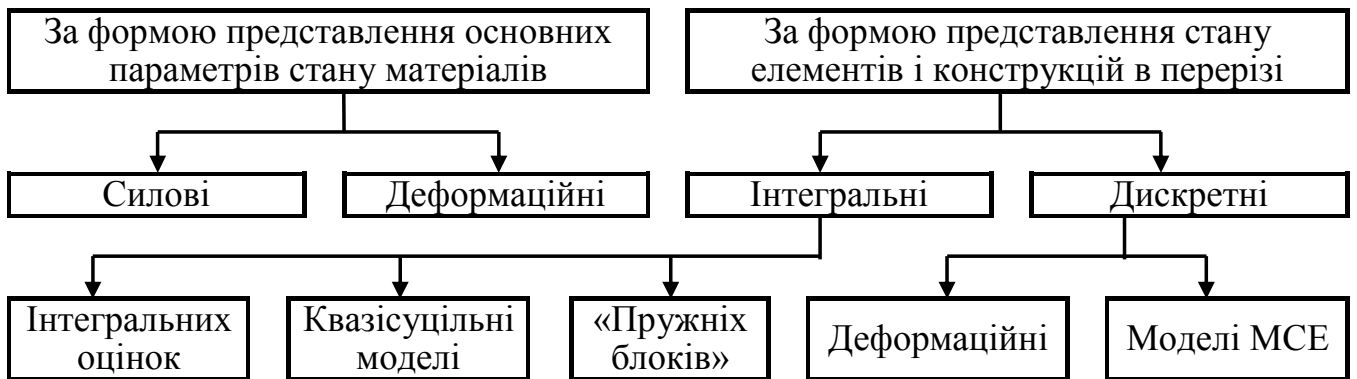 За формою представлення основних
параметрів стану матеріалів
За формою представлення стану
елементів і конструкцій в перерізі
Силові
Деформаційні
Інтегральні
Дискретні
Інтегральних
оцінок
Квазісуцільні
моделі
«Пружніх
блоків»
Деформаційні
Моделі МСЕ